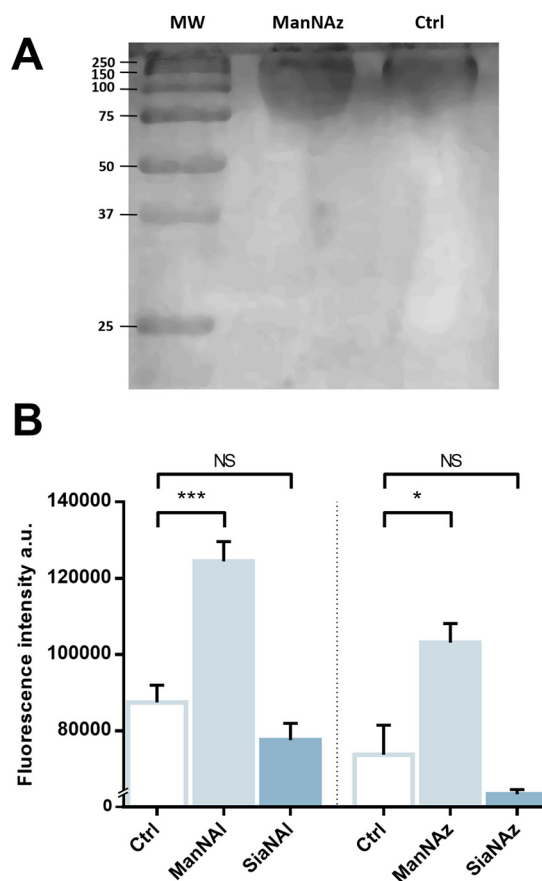 A
MW ManNAz Ctrl
250
150
100
75
50
37
25
B
NS NS
*** *
140000
120000
100000
80000
0
Fluorescence intensity a.u.
Ctrl ManNAl SiaNAl Ctrl ManNAz SiaNAz